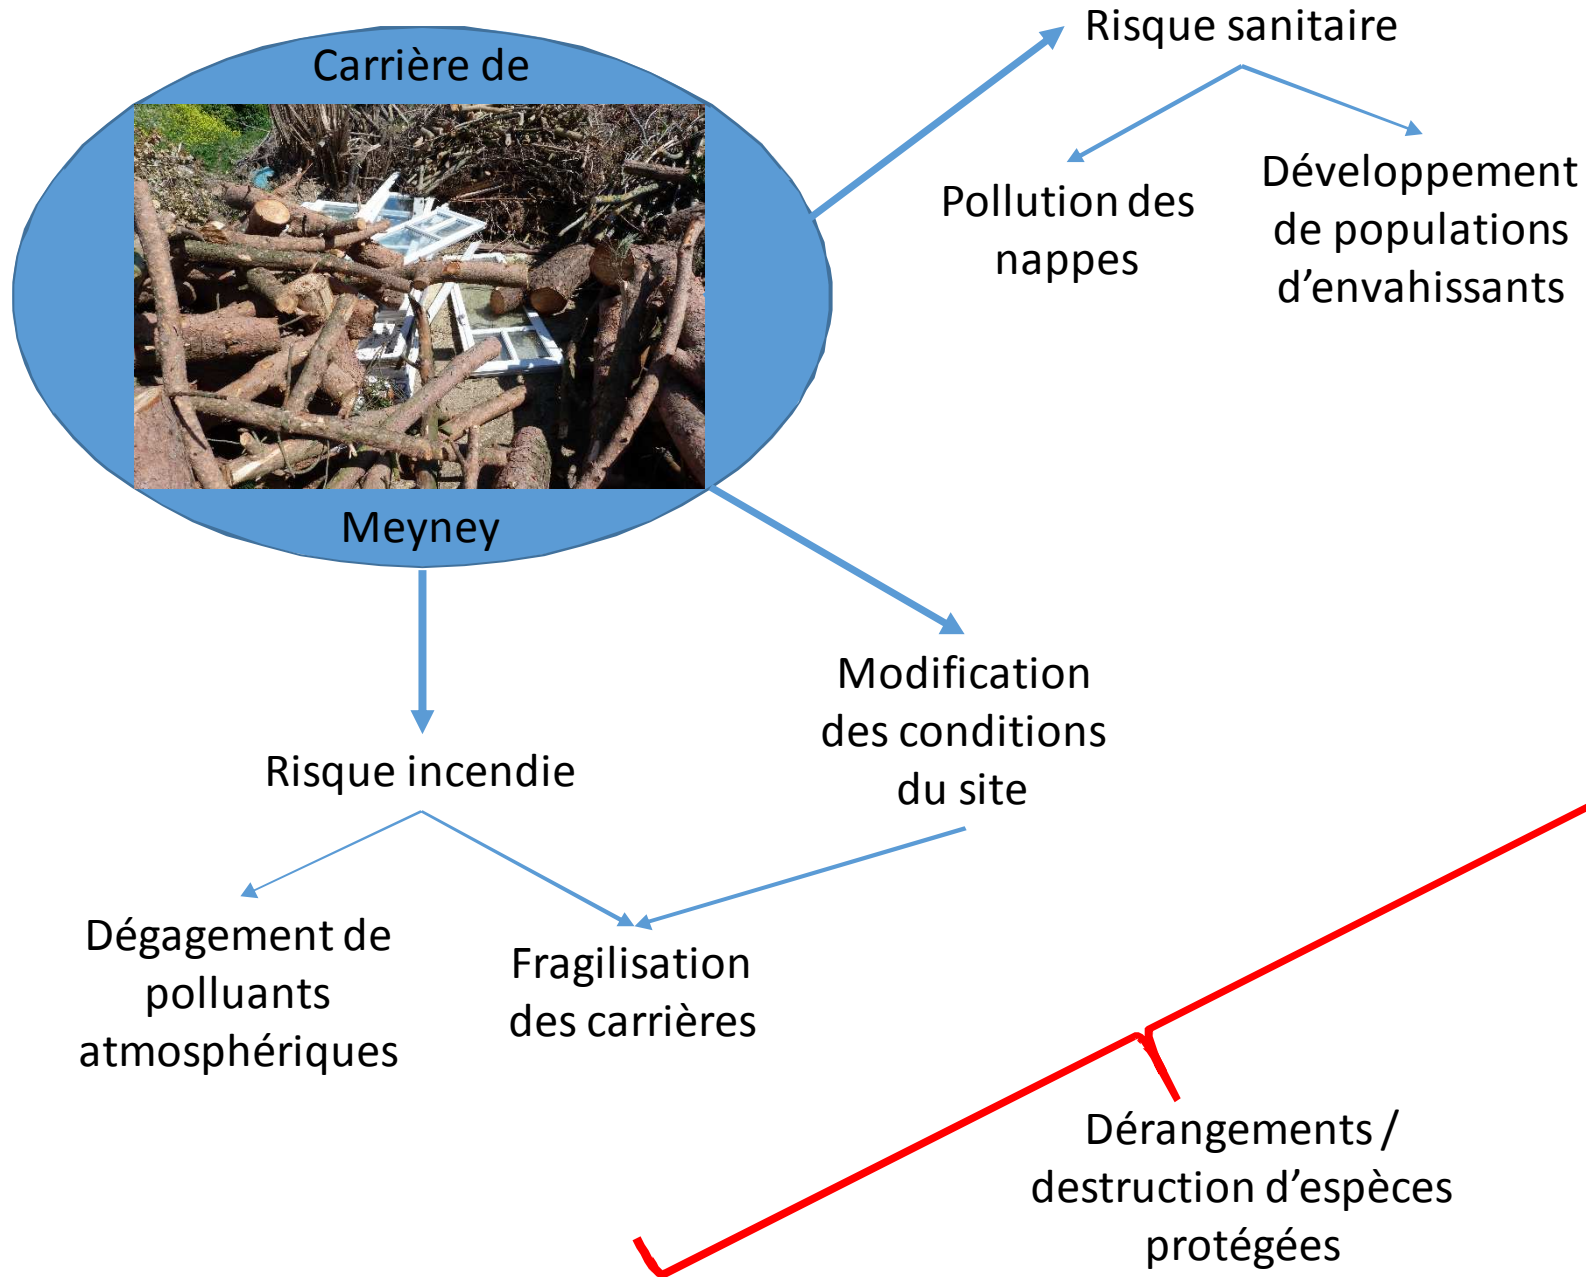 Carrière de
Meyney
Risque sanitaire
Pollution des
nappes
Développement
de populations
d’envahissants
Modification
des conditions
du site
Risque incendie
Dégagement de
polluants
atmosphériques
Fragilisation
des carrières
Dérangements /
destruction d’espèces
protégées